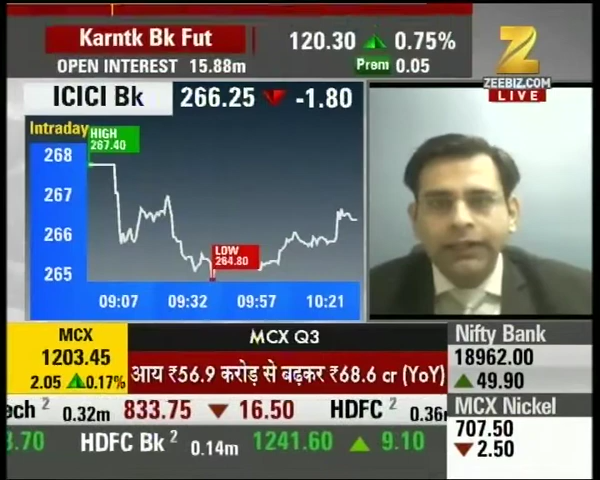 Karntk Bk Fut
120.30 0.75%
OPEN INTEREST 15.88m
Prem 0.05
Z
ZEEBIZ.COM
LIVE
ICICI Bk
266.25 -1.80
Intraday
HIGH
267.40
268
267
266
265
LOW
264.80
09:07 09:32 09:57 10:21
MCX
1203.45
2.05 0.17%
MCX Q3
आय ₹56.9 करोड़ से बढ़कर ₹68.6 cr (YoY)
Nifty Bank
18962.00
49.90
MCX Nickel
707.50
2.50
ech 2 0.32m 833.75 16.50 HDFC 2 0.36m
3.70 HDFC Bk 2 0.14m 1241.60 9.10